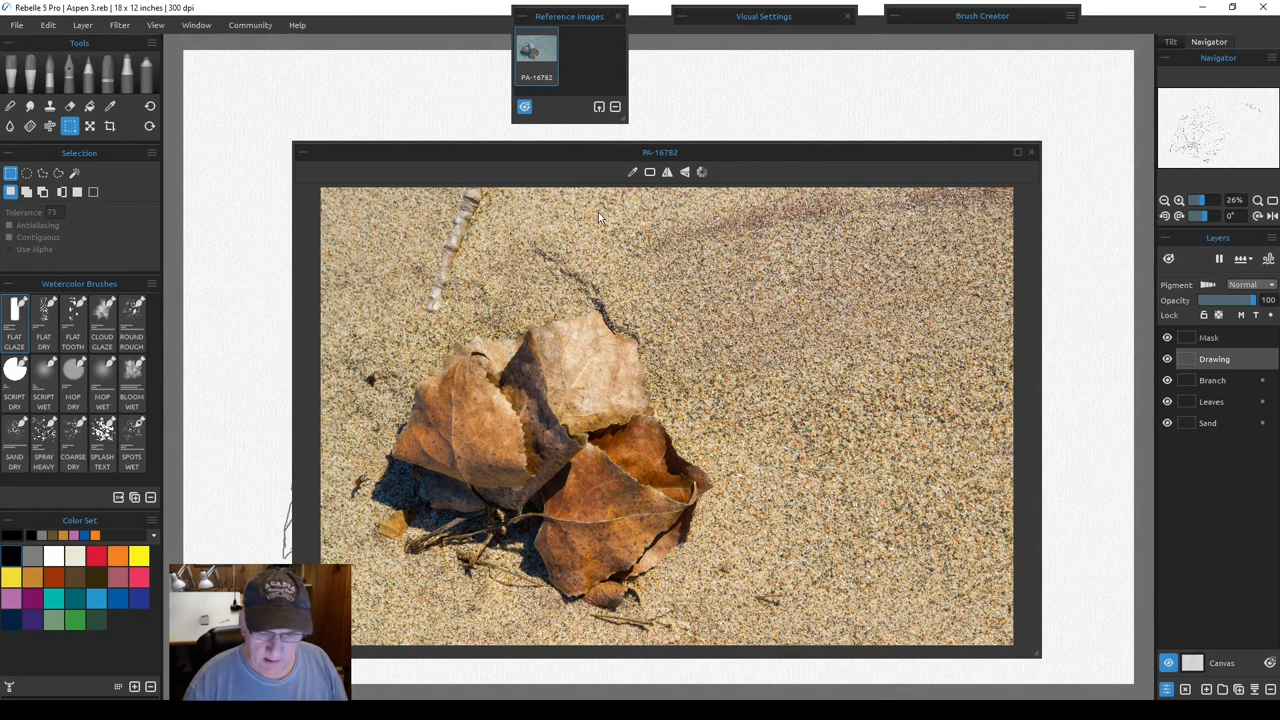 Rebelle 5 Pro | Aspen 3.reb | 18 x 12 inches | 300 dpi
File Edit Layer Filter View Window Community Help
Reference Images
Visual Settings
Brush Creator
Tools
PA-16782
Tilt Navigator
Navigator
PA-16782
Selection
Tolerance 75
Antialiasing
Contiguous
Use Alpha
26%
0°
Layers
Pigment: Normal
Opacity 100
Lock M T
Watercolor Brushes
FLAT GLAZE
FLAT DRY
FLAT TOOTH
CLOUD GLAZE
ROUND ROUGH
SCRIPT DRY
SCRIPT WET
MOP DRY
MOP WET
BLOOM WET
SAND DRY
SPRAY HEAVY
COARSE DRY
SPLASH TEXT
SPOTS WET
Mask
Drawing
Branch
Leaves
Sand
Color Set
ACADIA
Canvas